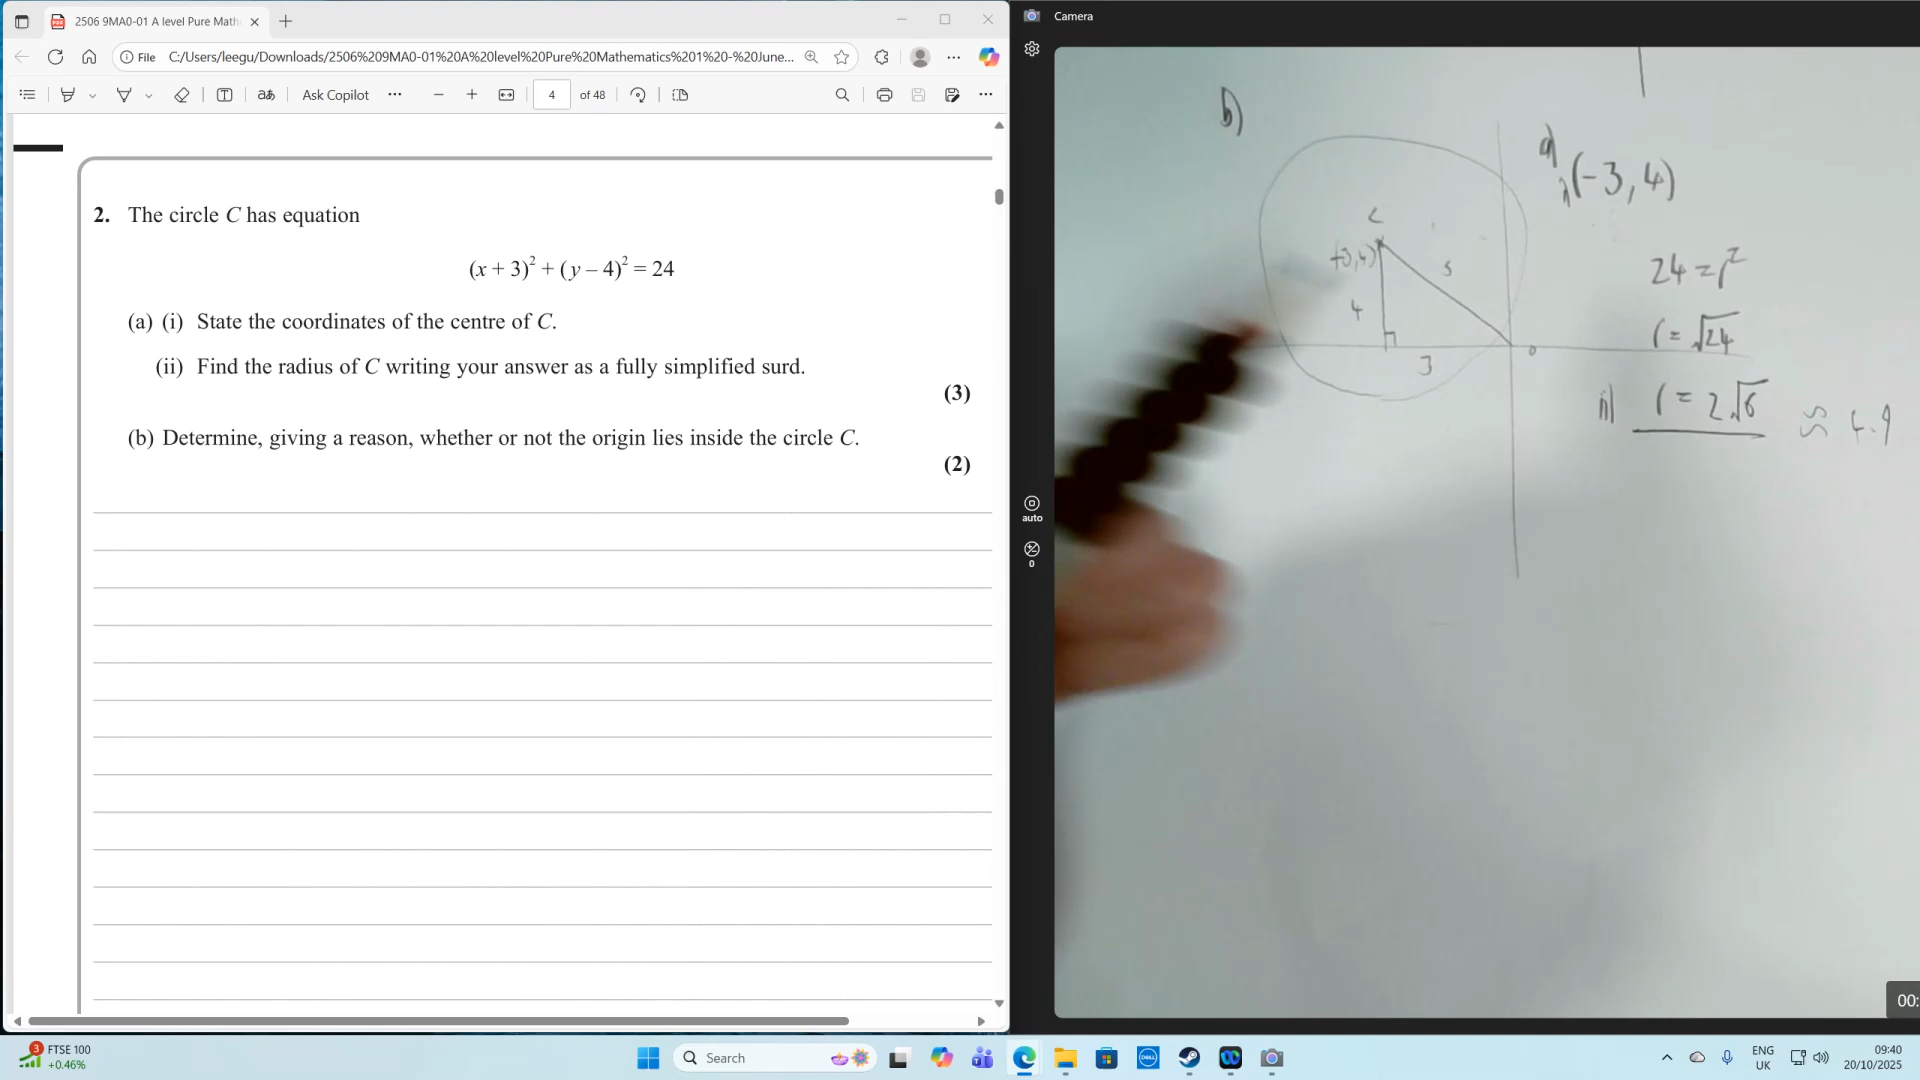 2506 9MA0-01 A level Pure Math
File
C:/Users/leegu/Downloads/2506%209MA0-01%20A%20level%20Pure%20Mathematics%201%20-%20June...
Ask Copilot
4
of 48
2. The circle C has equation
(x + 3)² + (y – 4)² = 24
(a) (i) State the coordinates of the centre of C.
(ii) Find the radius of C writing your answer as a fully simplified surd.
(3)
(b) Determine, giving a reason, whether or not the origin lies inside the circle C.
(2)
Camera
auto
0
b)
a)
i) (-3, 4)
C
(-3,4)
5
4
3
0
24 = r²
r = √24
ii) r = 2√6 ≈ 4.9
00:
3
FTSE 100
+0.46%
Search
DELL
ENG
UK
09:40
20/10/2025